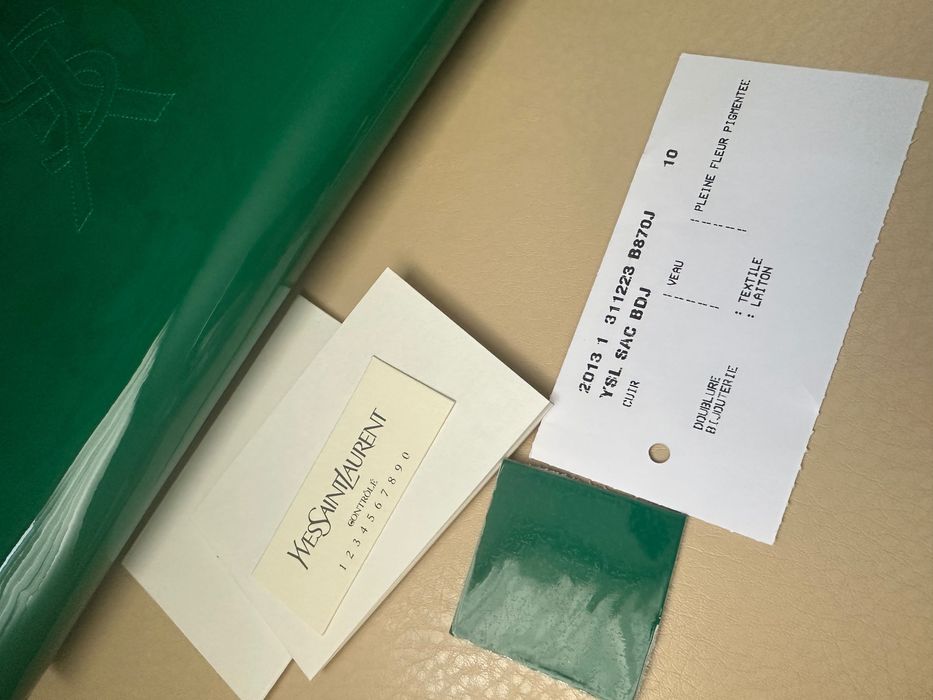 2013 1 311223 B870J 10
YSL SAC BDJ
CUIR | VEAU | PLEINE FLEUR PIGMENTEE
DOUBLURE : TEXTILE
BIJOUTERIE : LAITON
YVESSAINTLAURENT
CONTRÔLE
1 2 3 4 5 6 7 8 9 0